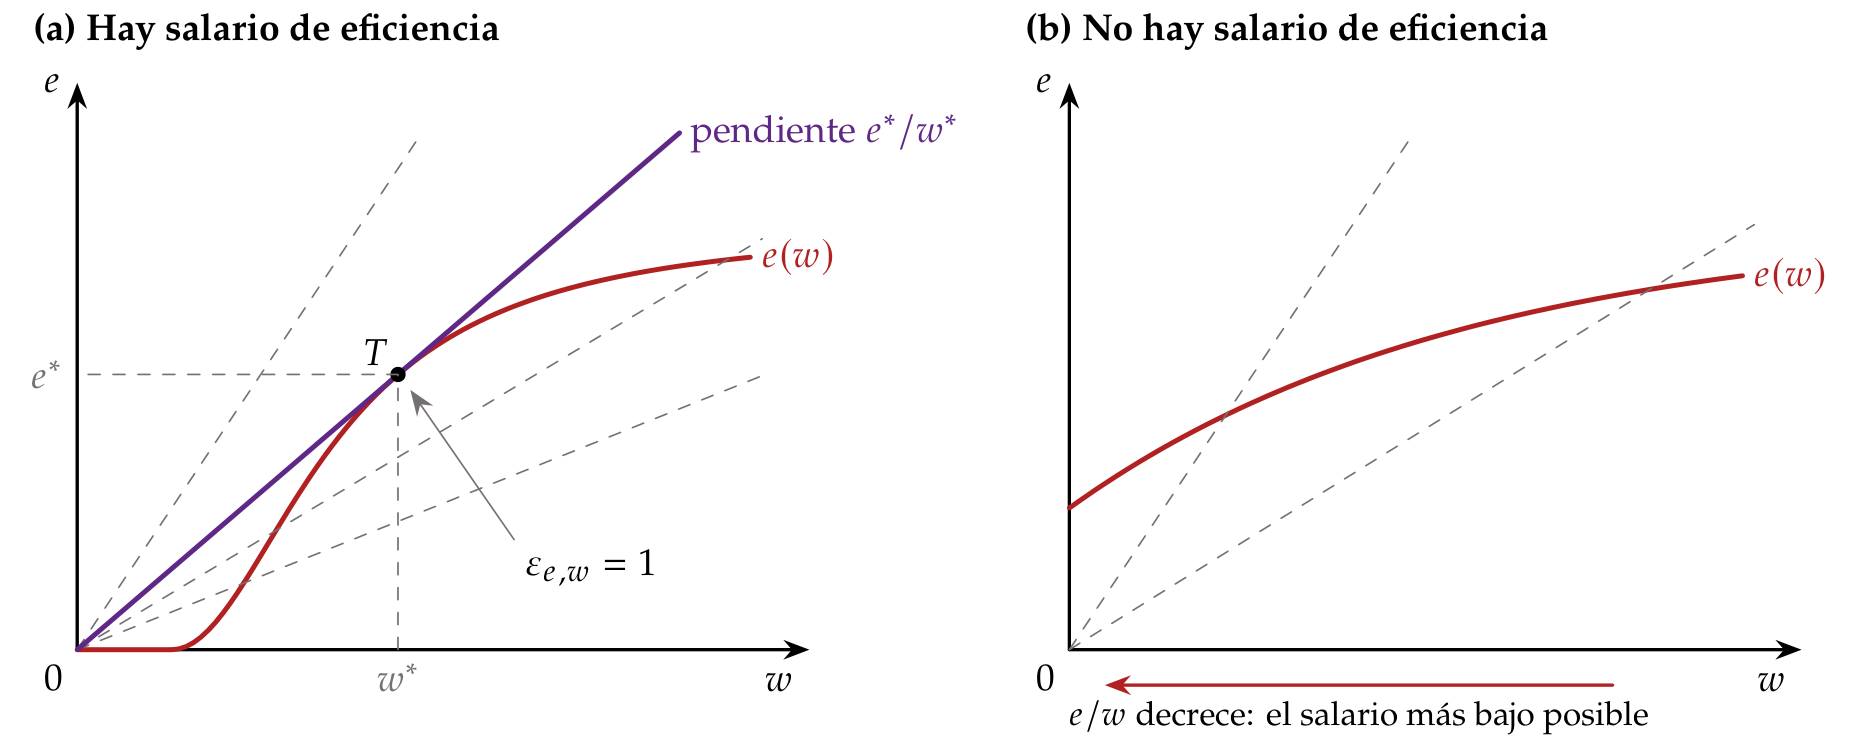 (a) Hay salario de eficiencia
e
pendiente e*/w*
e(w)
T
e*
ε_{e,w} = 1
0
w*
w
(b) No hay salario de eficiencia
e
e(w)
0
w
e/w decrece: el salario más bajo posible